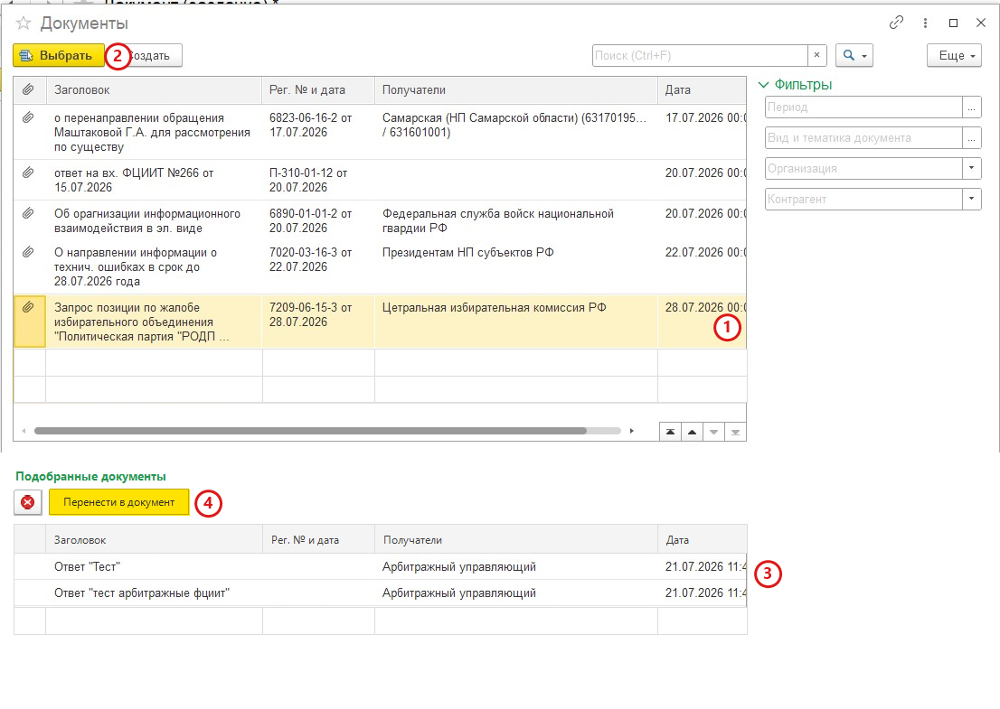 Документ (создание) *
Документы
Выбрать
2
Создать
Поиск (Ctrl+F)
×
Еще
Заголовок
Рег. № и дата
Получатели
Дата
Фильтры
Период
...
Вид и тематика документа
...
Организация
Контрагент
о перенаправлении обращения
Маштаковой Г.А. для рассмотрения
по существу
6823-06-16-2 от
17.07.2026
Самарская (НП Самарской области) (63170195...
/ 631601001)
17.07.2026 00:0
ответ на вх. ФЦИИТ №266 от
15.07.2026
П-310-01-12 от
20.07.2026
20.07.2026 00:0
Об орагнизации информационного
взаимодействия в эл. виде
6890-01-01-2 от
20.07.2026
Федеральная служба войск национальной
гвардии РФ
20.07.2026 00:0
О направлении информации о
технич. ошибках в срок до
28.07.2026 года
7020-03-16-3 от
22.07.2026
Президентам НП субъектов РФ
22.07.2026 00:0
Запрос позиции по жалобе
избирательного объединения
"Политическая партия "РОДП ...
7209-06-15-3 от
28.07.2026
Цетральная избирательная комиссия РФ
28.07.2026 00:0
1
Подобранные документы
Перенести в документ
4
Заголовок
Рег. № и дата
Получатели
Дата
Ответ "Тест"
Арбитражный управляющий
21.07.2026 11:4
3
Ответ "тест арбитражные фциит"
Арбитражный управляющий
21.07.2026 11:4